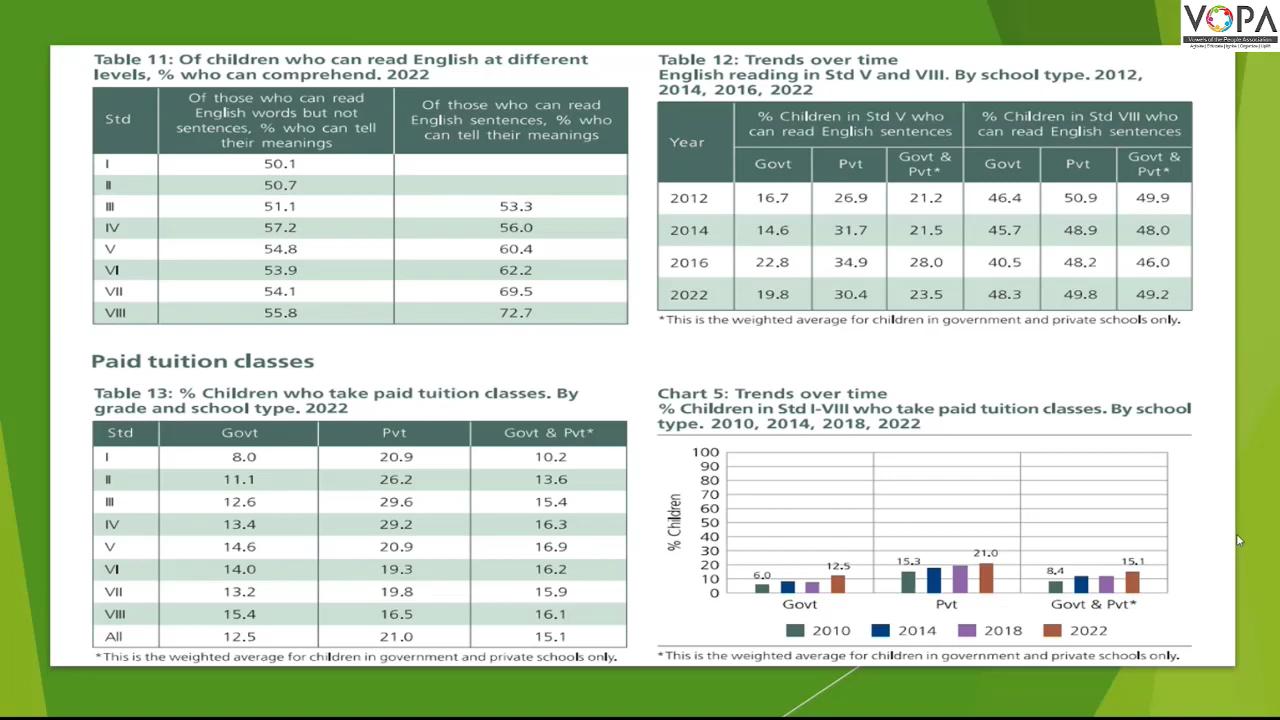 VOPA
Vowels of the People Association
Table 11: Of children who can read English at different
levels, % who can comprehend. 2022
Std
Of those who can read
English words but not
sentences, % who can tell
their meanings
Of those who can read
English sentences, % who
can tell their meanings
I 50.1
II 50.7
III 51.1 53.3
IV 57.2 56.0
V 54.8 60.4
VI 53.9 62.2
VII 54.1 69.5
VIII 55.8 72.7
Table 12: Trends over time
English reading in Std V and VIII. By school type. 2012,
2014, 2016, 2022
Year
% Children in Std V who
can read English sentences
% Children in Std VIII who
can read English sentences
Govt Pvt Govt & Pvt* Govt Pvt Govt & Pvt*
2012 16.7 26.9 21.2 46.4 50.9 49.9
2014 14.6 31.7 21.5 45.7 48.9 48.0
2016 22.8 34.9 28.0 40.5 48.2 46.0
2022 19.8 30.4 23.5 48.3 49.8 49.2
*This is the weighted average for children in government and private schools only.
Paid tuition classes
Table 13: % Children who take paid tuition classes. By
grade and school type. 2022
Std Govt Pvt Govt & Pvt*
I 8.0 20.9 10.2
II 11.1 26.2 13.6
III 12.6 29.6 15.4
IV 13.4 29.2 16.3
V 14.6 20.9 16.9
VI 14.0 19.3 16.2
VII 13.2 19.8 15.9
VIII 15.4 16.5 16.1
All 12.5 21.0 15.1
*This is the weighted average for children in government and private schools only.
Chart 5: Trends over time
% Children in Std I-VIII who take paid tuition classes. By school
type. 2010, 2014, 2018, 2022
% Children
100
90
80
70
60
50
40
30
20
10
0
6.0 12.5 15.3 21.0 8.4 15.1
Govt Pvt Govt & Pvt*
2010 2014 2018 2022
*This is the weighted average for children in government and private schools only.